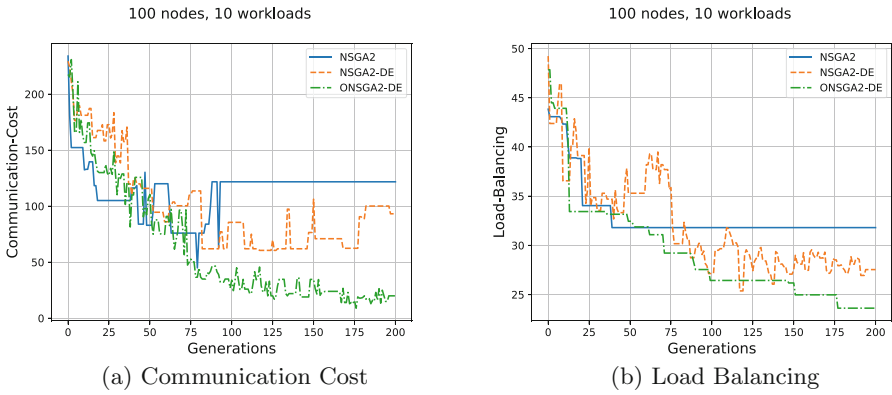 100 nodes, 10 workloads
Communication-Cost
200
150
100
50
0
NSGA2
NSGA2-DE
ONSGA2-DE
0 25 50 75 100 125 150 175 200
Generations
(a) Communication Cost
100 nodes, 10 workloads
Load-Balancing
50
45
40
35
30
25
NSGA2
NSGA2-DE
ONSGA2-DE
0 25 50 75 100 125 150 175 200
Generations
(b) Load Balancing